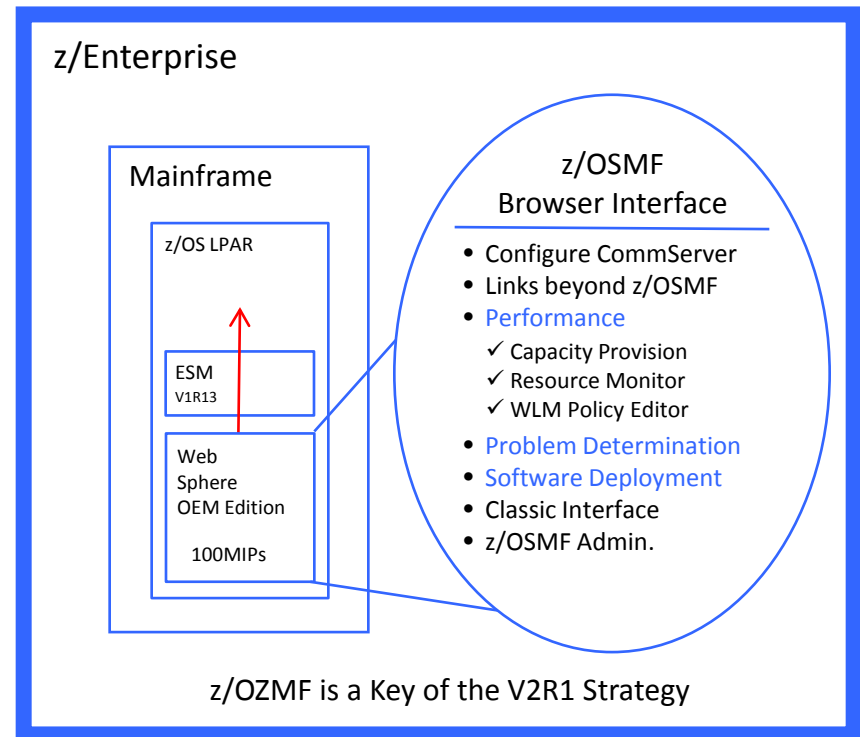 z/Enterprise
Mainframe
z/OS LPAR
ESM
V1R13
Web
Sphere
OEM Edition
100MIPs
z/OSMF
Browser Interface
• Configure CommServer
• Links beyond z/OSMF
• Performance
✓ Capacity Provision
✓ Resource Monitor
✓ WLM Policy Editor
• Problem Determination
• Software Deployment
• Classic Interface
• z/OSMF Admin.
z/OZMF is a Key of the V2R1 Strategy